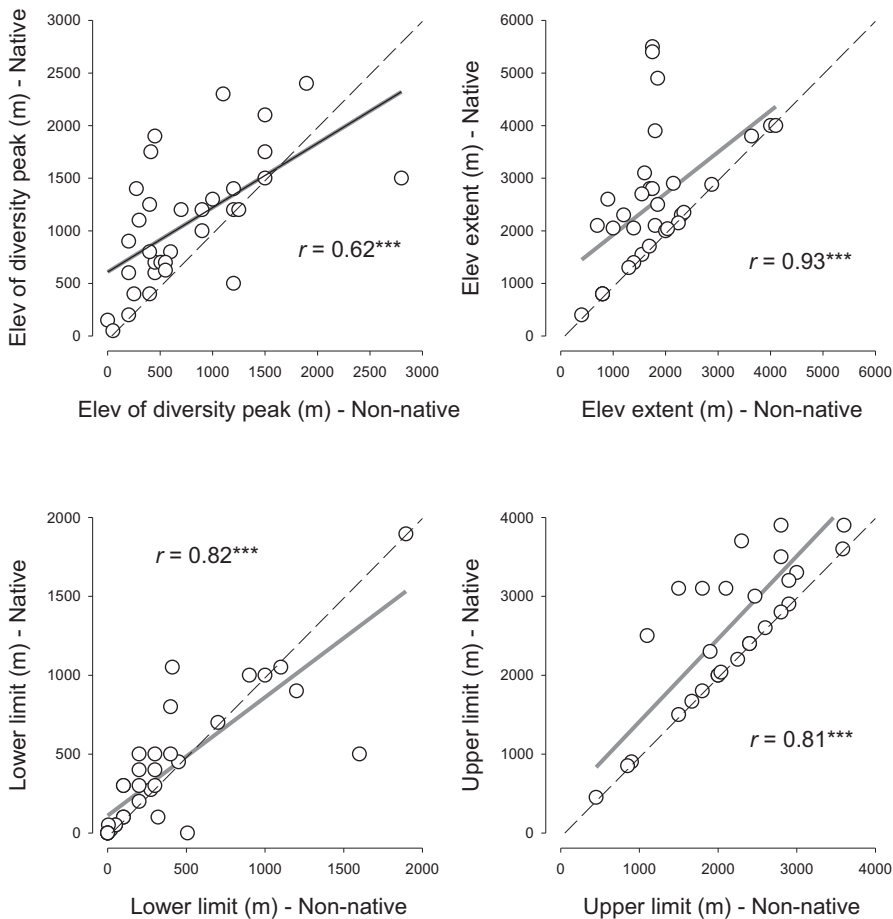 3000
2500
2000
1500
1000
500
0
Elev of diversity peak (m) - Native
r = 0.62***
0 500 1000 1500 2000 2500 3000
Elev of diversity peak (m) - Non-native
6000
5000
4000
3000
2000
1000
0
Elev extent (m) - Native
r = 0.93***
0 1000 2000 3000 4000 5000 6000
Elev extent (m) - Non-native
2000
1500
1000
500
0
Lower limit (m) - Native
r = 0.82***
0 500 1000 1500 2000
Lower limit (m) - Non-native
4000
3000
2000
1000
0
Upper limit (m) - Native
r = 0.81***
0 1000 2000 3000 4000
Upper limit (m) - Non-native